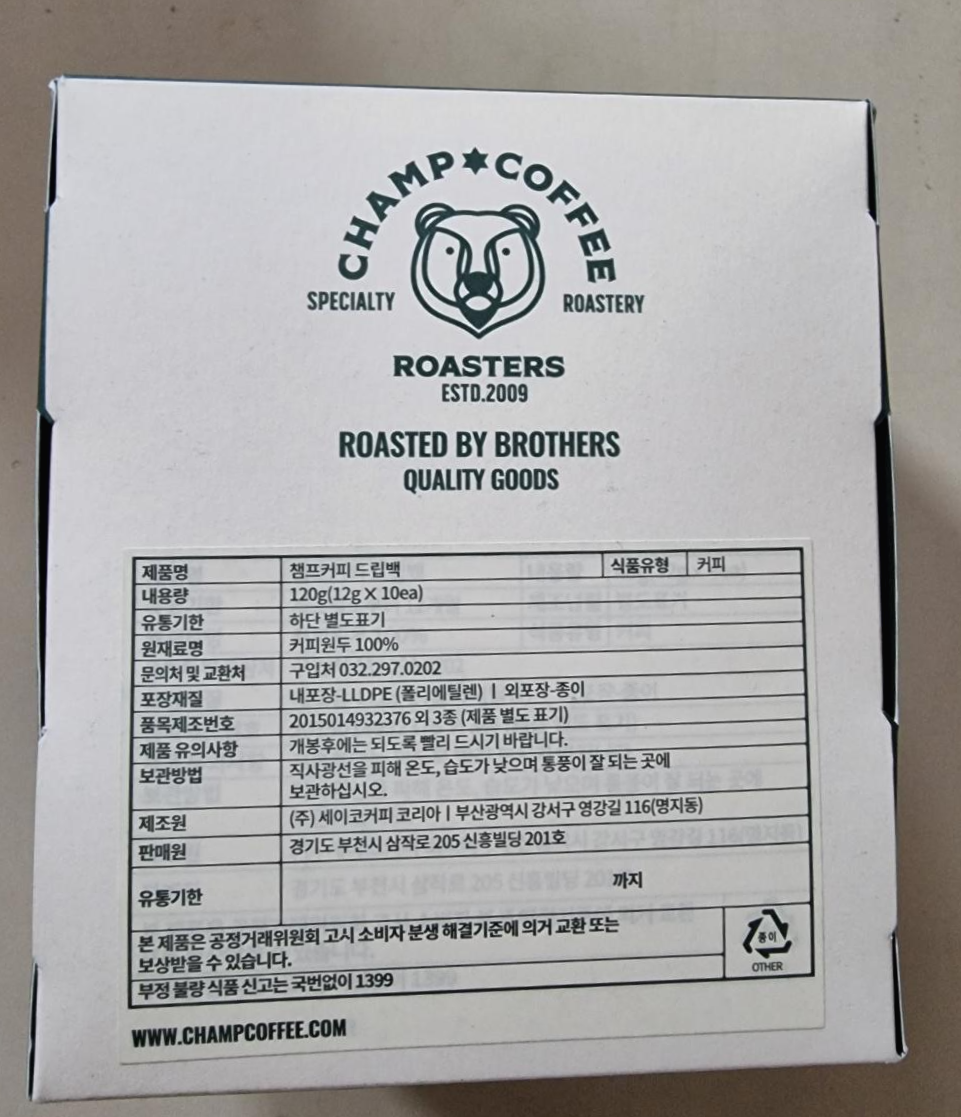 CHAMP★COFFEE
SPECIALTY ROASTERY
ROASTERS
ESTD.2009
ROASTED BY BROTHERS
QUALITY GOODS
제품명 챔프커피 드립백 식품유형 커피
내용량 120g(12g X 10ea)
유통기한 하단 별도표기
원재료명 커피원두 100%
문의처 및 교환처 구입처 032.297.0202
포장재질 내포장-LLDPE (폴리에틸렌) ㅣ 외포장-종이
품목제조번호 2015014932376 외 3종 (제품 별도 표기)
제품 유의사항 개봉후에는 되도록 빨리 드시기 바랍니다.
보관방법 직사광선을 피해 온도, 습도가 낮으며 통풍이 잘 되는 곳에
보관하십시오.
제조원 (주) 세이코커피 코리아ㅣ부산광역시 강서구 영강길 116(명지동)
판매원 경기도 부천시 삼작로 205 신흥빌딩 201호
유통기한 까지
본 제품은 공정거래위원회 고시 소비자 분생 해결기준에 의거 교환 또는
보상받을 수 있습니다.
종이
OTHER
부정 불량 식품 신고는 국번없이 1399
WWW.CHAMPCOFFEE.COM